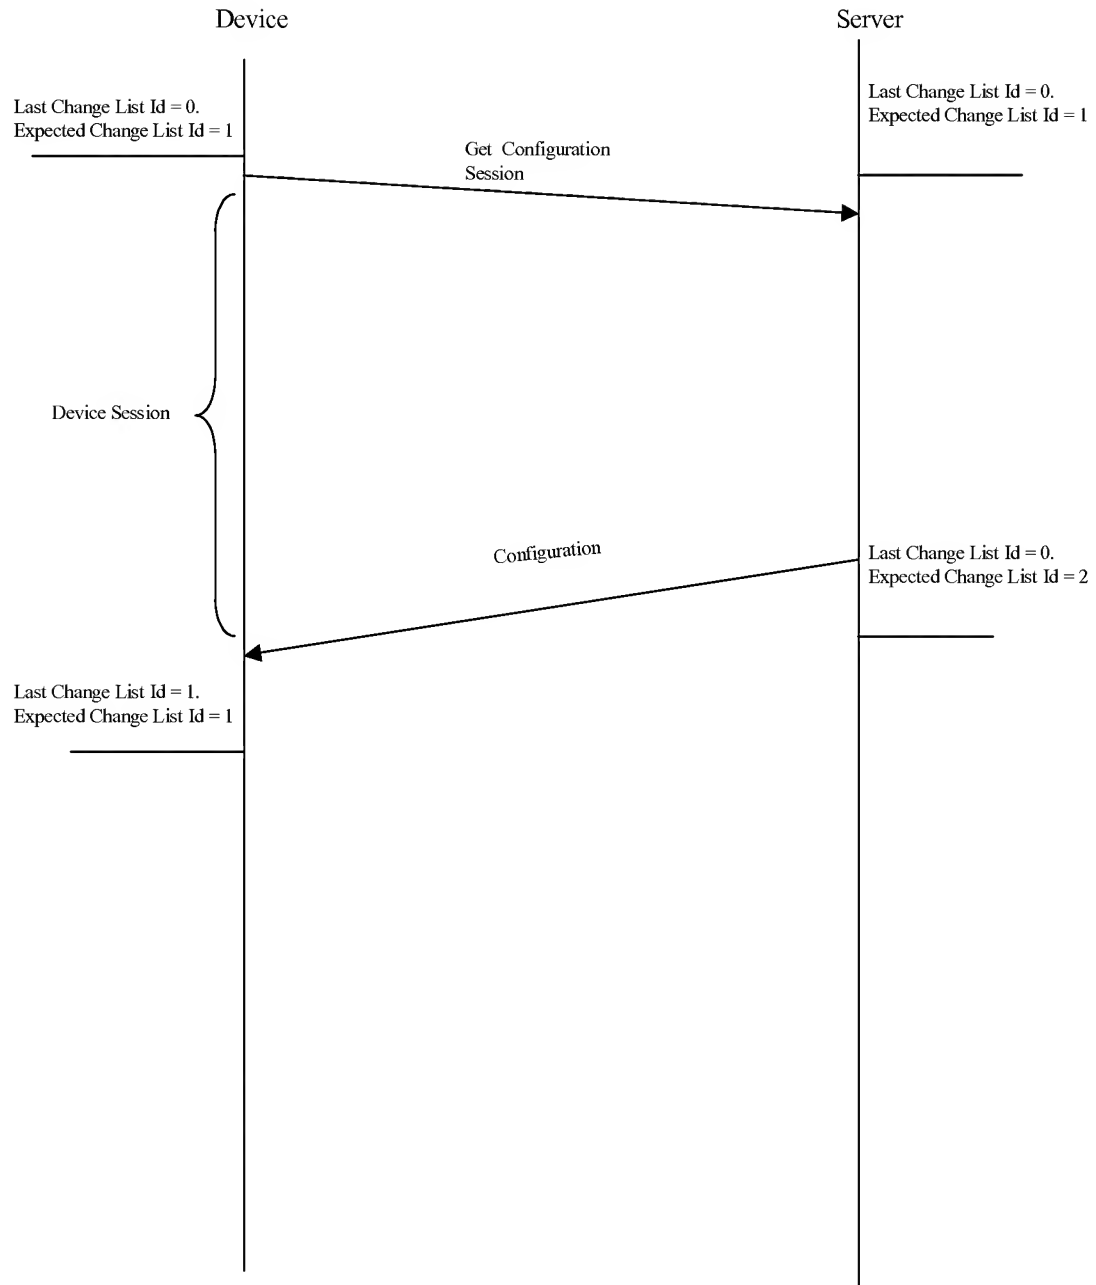 Device
Server
Last Change List Id = 0.
Expected Change List Id = 1
Last Change List Id = 0.
Expected Change List Id = 1
Get Configuration
Session
Device Session
Configuration
Last Change List Id = 0.
Expected Change List Id = 2
Last Change List Id = 1.
Expected Change List Id = 1